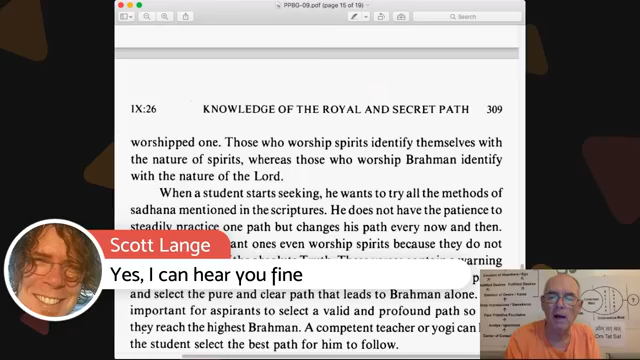 PPBG-09.pdf (page 15 of 19)
IX:26 KNOWLEDGE OF THE ROYAL AND SECRET PATH 309
worshipped one. Those who worship spirits identify themselves with
the nature of spirits, whereas those who worship Brahman identify
with the nature of the Lord.
When a student starts seeking, he wants to try all the methods of
sadhana mentioned in the scriptures. He does not have the patience to
steadily practice one path but changes his path every now and then.
ant ones even worship spirits because they do not
the absolute Truth. These verses contain a warning
Scott Lange
Yes, I can hear you fine
and select the pure and clear path that leads to Brahman alone.
important for aspirants to select a valid and profound path so
they reach the highest Brahman. A competent teacher or yogi can
the student select the best path for him to follow.
Om Tat Sat